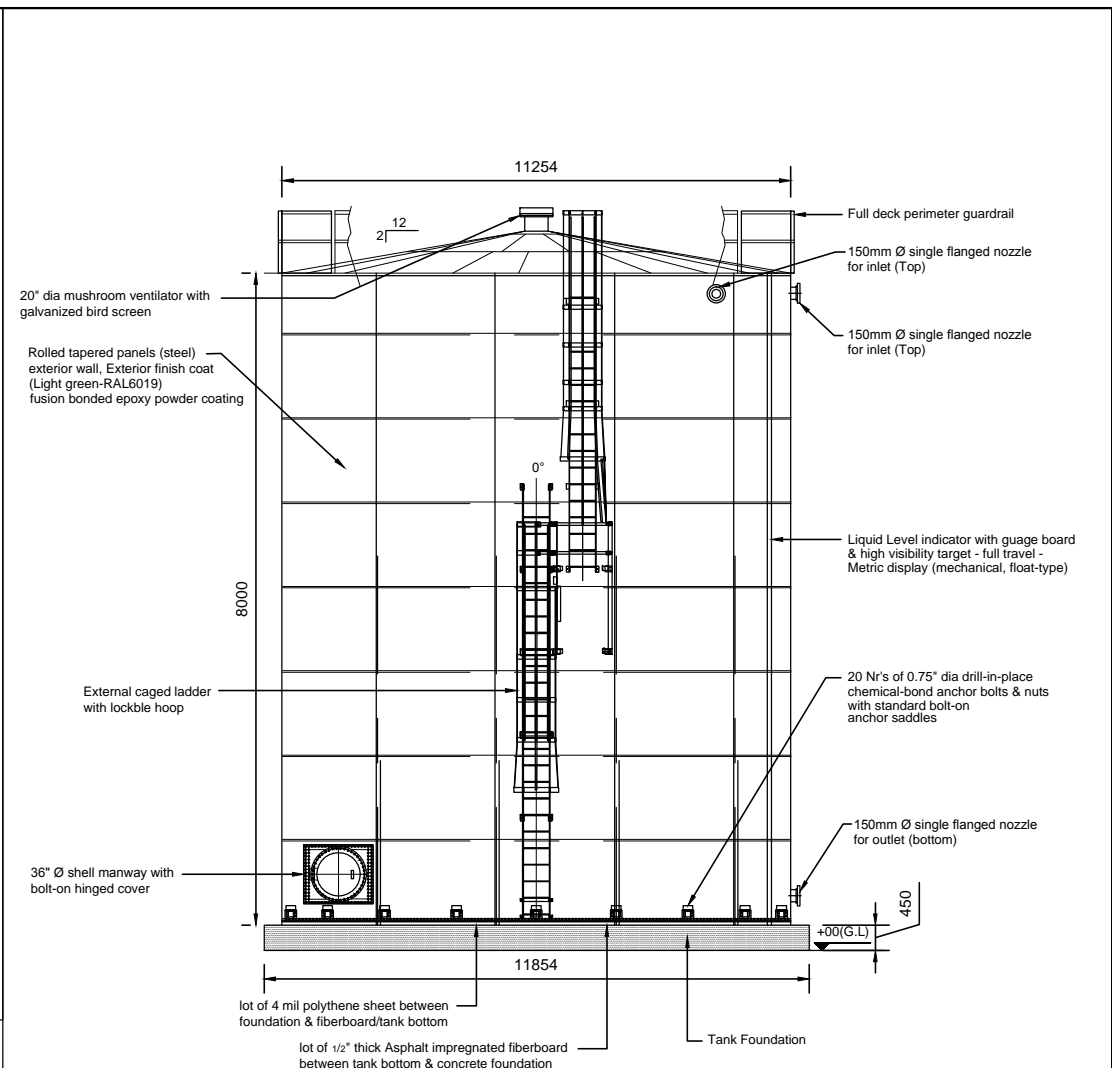 11254
12
2
Full deck perimeter guardrail
150mm Ø single flanged nozzle
for inlet (Top)
20" dia mushroom ventilator with
galvanized bird screen
150mm Ø single flanged nozzle
for inlet (Top)
Rolled tapered panels (steel)
exterior wall, Exterior finish coat
(Light green-RAL6019)
fusion bonded epoxy powder coating
0°
Liquid Level indicator with guage board
& high visibility target - full travel -
Metric display (mechanical, float-type)
8000
External caged ladder
with lockble hoop
20 Nr's of 0.75" dia drill-in-place
chemical-bond anchor bolts & nuts
with standard bolt-on
anchor saddles
150mm Ø single flanged nozzle
for outlet (bottom)
36" Ø shell manway with
bolt-on hinged cover
450
+00(G.L)
11854
lot of 4 mil polythene sheet between
foundation & fiberboard/tank bottom
Tank Foundation
lot of 1/2" thick Asphalt impregnated fiberboard
between tank bottom & concrete foundation